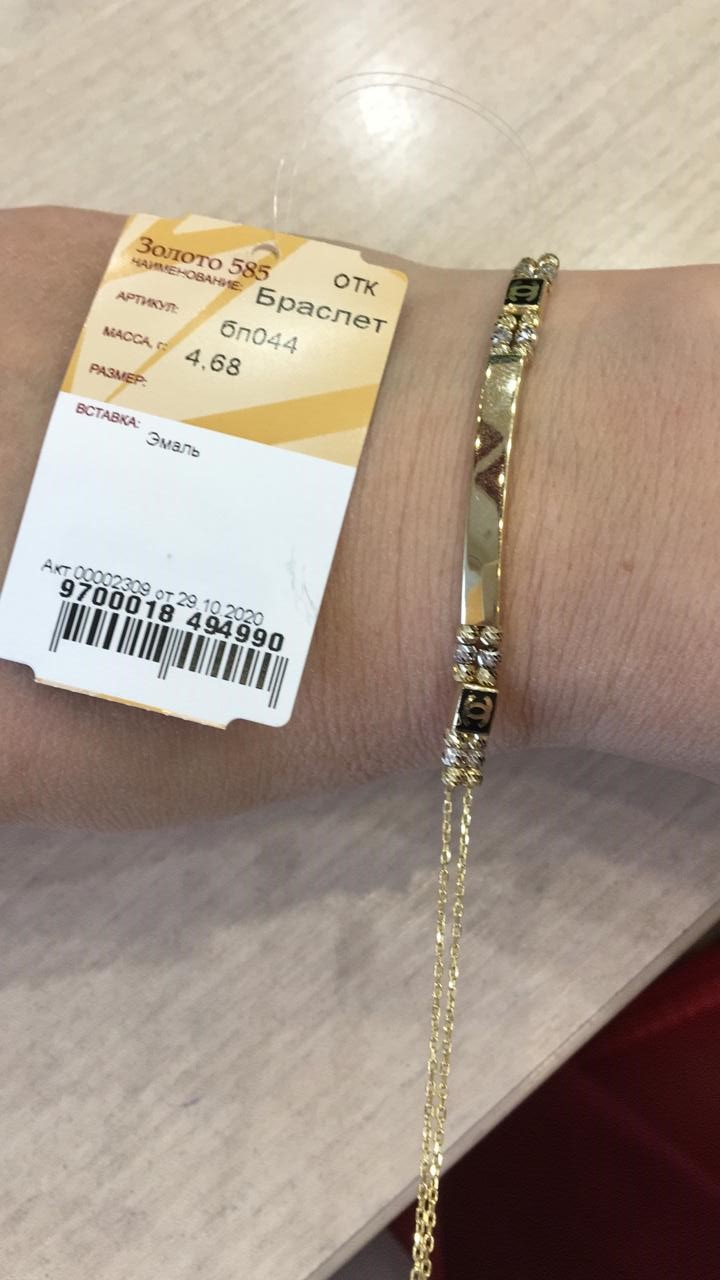 Золото 585
ОТК
НАИМЕНОВАНИЕ: Браслет
АРТИКУЛ: бп044
МАССА, г: 4.68
РАЗМЕР:
ВСТАВКА: Эмаль
Акт 00002309 от 29.10.2020
9700018 494990